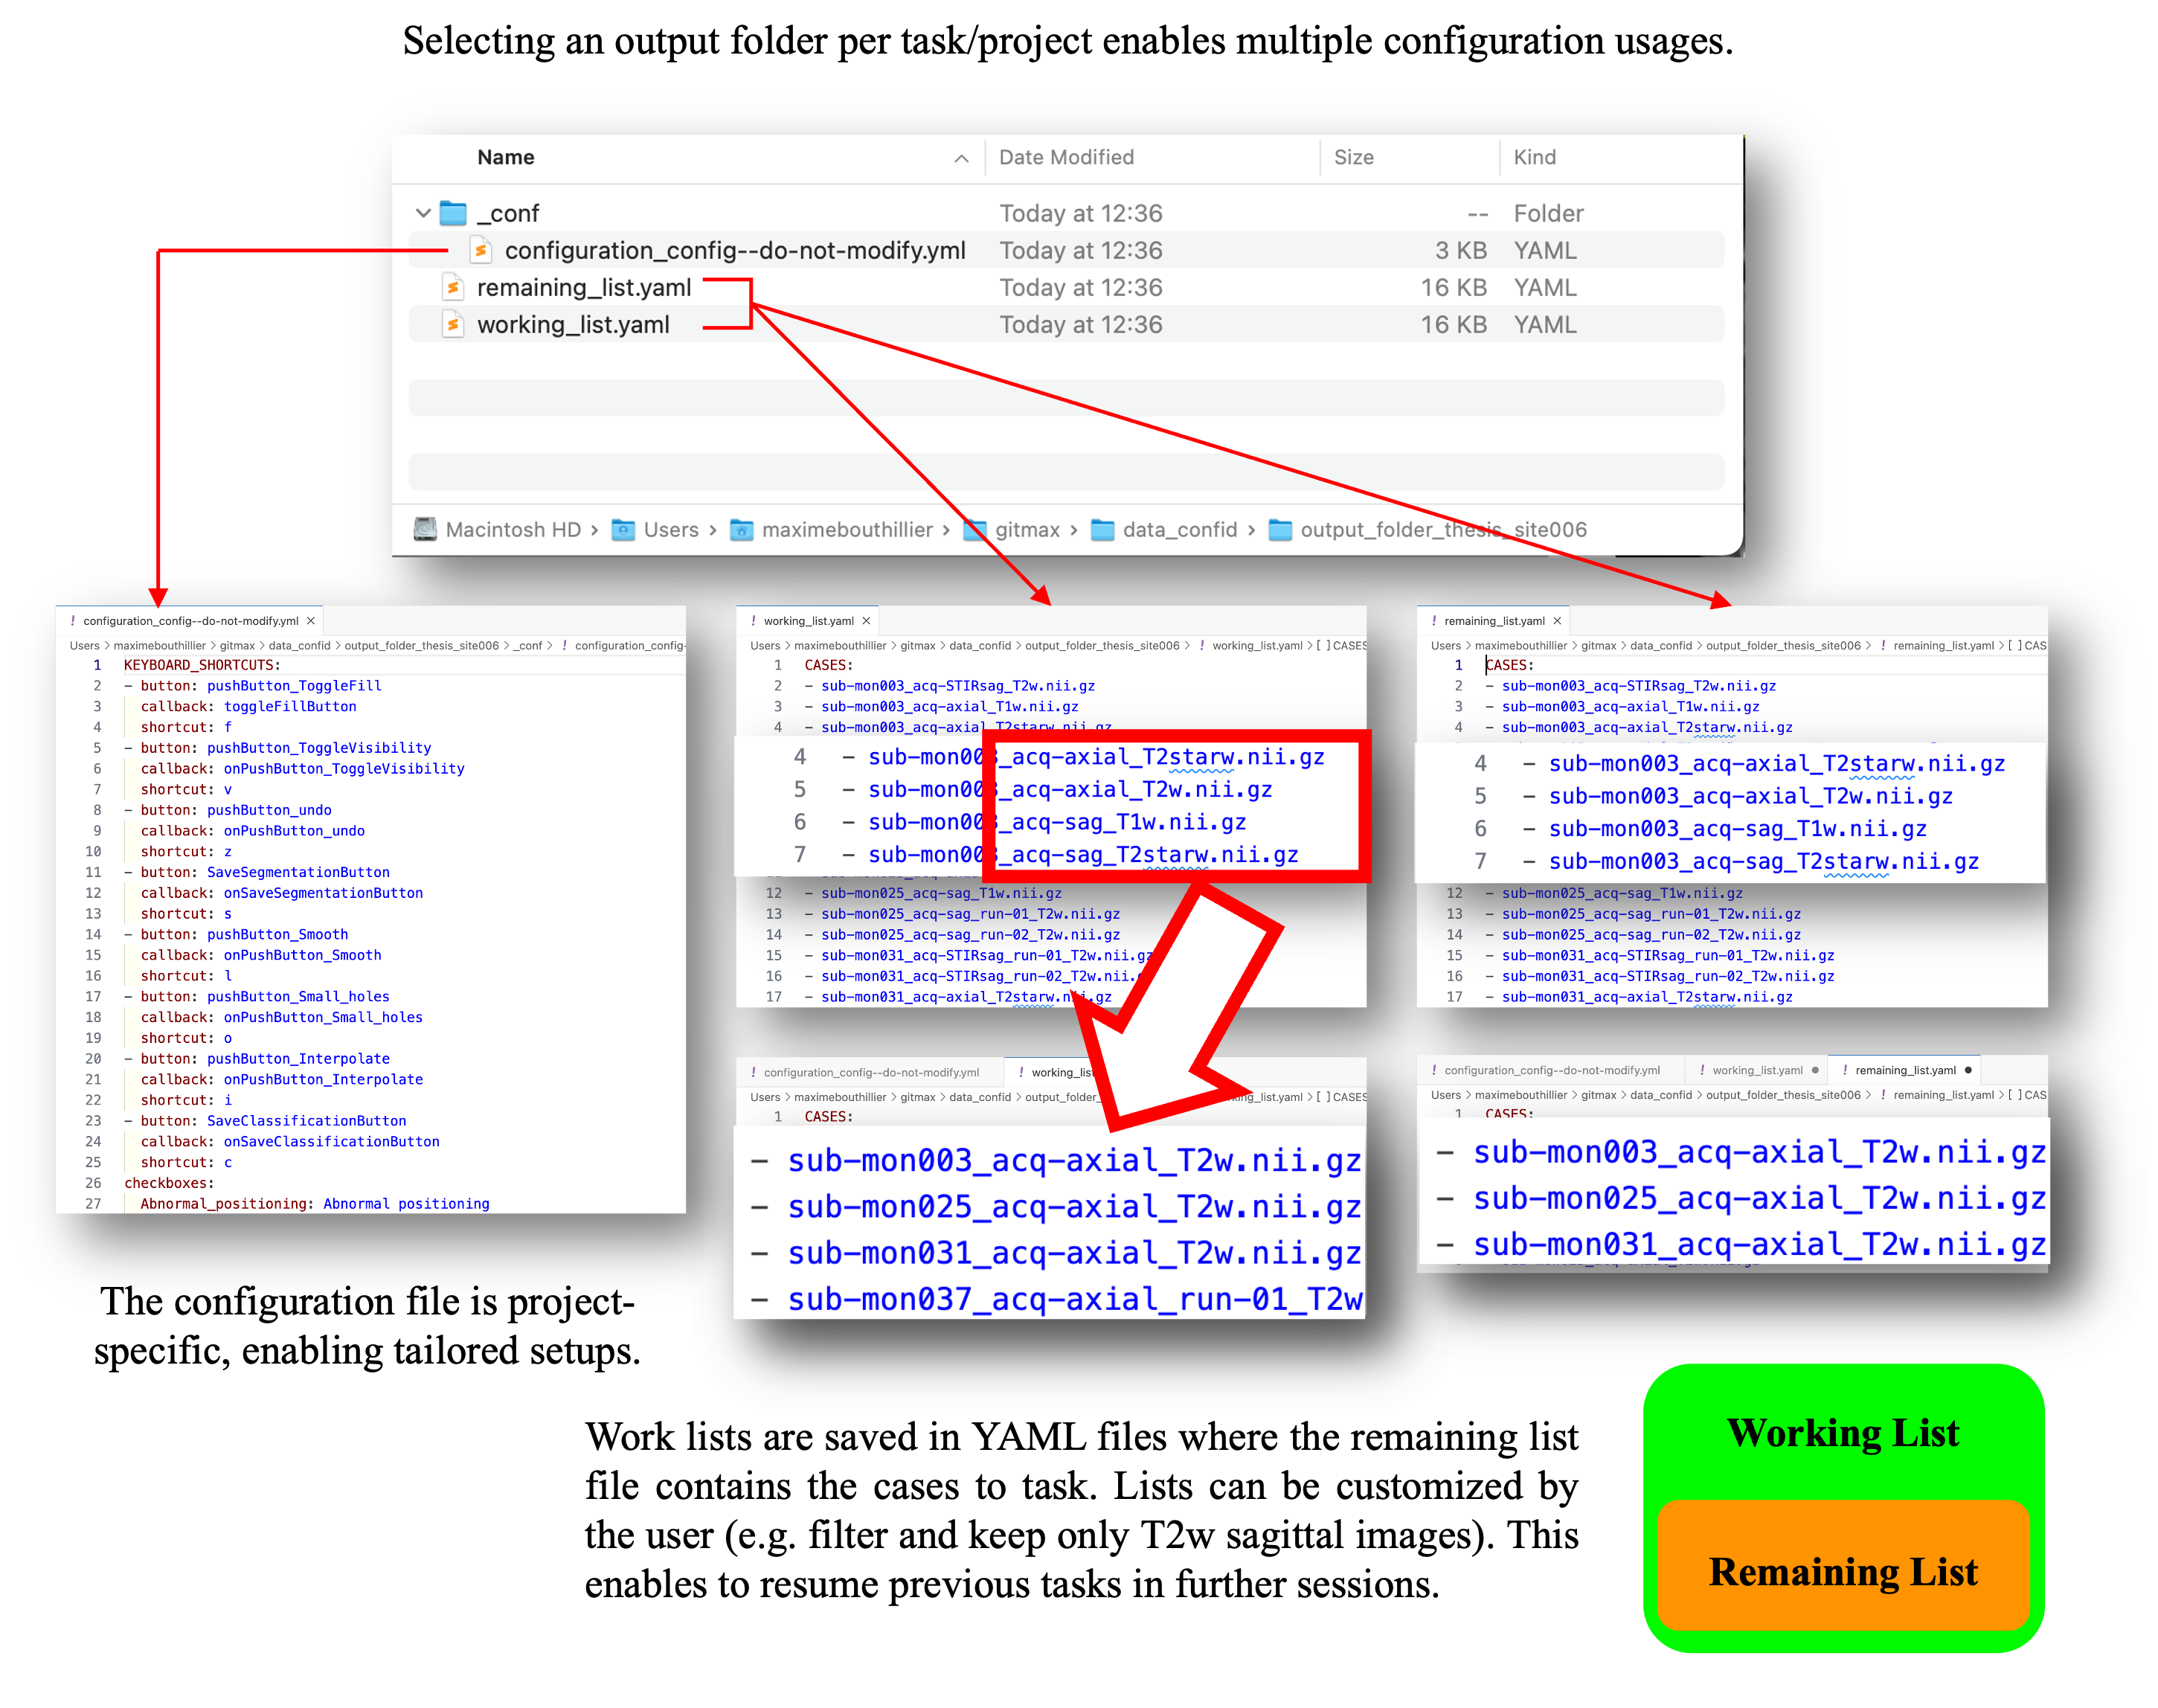 Selecting an output folder per task/project enables multiple configuration usages.
Name Date Modified Size Kind
_conf Today at 12:36 -- Folder
configuration_config--do-not-modify.yml Today at 12:36 3 KB YAML
remaining_list.yaml Today at 12:36 16 KB YAML
working_list.yaml Today at 12:36 16 KB YAML
Macintosh HD › Users › maximebouthillier › gitmax › data_confid › output_folder_thesis_site006
! configuration_config--do-not-modify.yml ×
Users > maximebouthillier > gitmax > data_confid > output_folder_thesis_site006 > _conf > ! configuration_config-
1 KEYBOARD_SHORTCUTS:
2 - button: pushButton_ToggleFill
3 callback: toggleFillButton
4 shortcut: f
5 - button: pushButton_ToggleVisibility
6 callback: onPushButton_ToggleVisibility
7 shortcut: v
8 - button: pushButton_undo
9 callback: onPushButton_undo
10 shortcut: z
11 - button: SaveSegmentationButton
12 callback: onSaveSegmentationButton
13 shortcut: s
14 - button: pushButton_Smooth
15 callback: onPushButton_Smooth
16 shortcut: l
17 - button: pushButton_Small_holes
18 callback: onPushButton_Small_holes
19 shortcut: o
20 - button: pushButton_Interpolate
21 callback: onPushButton_Interpolate
22 shortcut: i
23 - button: SaveClassificationButton
24 callback: onSaveClassificationButton
25 shortcut: c
26 checkboxes:
27 Abnormal_positioning: Abnormal positioning
The configuration file is project-
specific, enabling tailored setups.
! working_list.yaml ×
Users > maximebouthillier > gitmax > data_confid > output_folder_thesis_site006 > ! working_list.yaml > [ ] CASES
1 CASES:
2 - sub-mon003_acq-STIRsag_T2w.nii.gz
3 - sub-mon003_acq-axial_T1w.nii.gz
4 - sub-mon003_acq-axial_T2starw.nii.gz
4 - sub-mon003_acq-axial_T2starw.nii.gz
5 - sub-mon003_acq-axial_T2w.nii.gz
6 - sub-mon003_acq-sag_T1w.nii.gz
7 - sub-mon003_acq-sag_T2starw.nii.gz
12 - sub-mon025_acq-sag_T1w.nii.gz
13 - sub-mon025_acq-sag_run-01_T2w.nii.gz
14 - sub-mon025_acq-sag_run-02_T2w.nii.gz
15 - sub-mon031_acq-STIRsag_run-01_T2w.nii.gz
16 - sub-mon031_acq-STIRsag_run-02_T2w.nii.g
17 - sub-mon031_acq-axial_T2starw.nii.gz
! remaining_list.yaml ×
Users > maximebouthillier > gitmax > data_confid > output_folder_thesis_site006 > ! remaining_list.yaml > [ ] CAS
1 CASES:
2 - sub-mon003_acq-STIRsag_T2w.nii.gz
3 - sub-mon003_acq-axial_T1w.nii.gz
4 - sub-mon003_acq-axial_T2starw.nii.gz
4 - sub-mon003_acq-axial_T2starw.nii.gz
5 - sub-mon003_acq-axial_T2w.nii.gz
6 - sub-mon003_acq-sag_T1w.nii.gz
7 - sub-mon003_acq-sag_T2starw.nii.gz
12 - sub-mon025_acq-sag_T1w.nii.gz
13 - sub-mon025_acq-sag_run-01_T2w.nii.gz
14 - sub-mon025_acq-sag_run-02_T2w.nii.gz
15 - sub-mon031_acq-STIRsag_run-01_T2w.nii.gz
16 - sub-mon031_acq-STIRsag_run-02_T2w.nii.gz
17 - sub-mon031_acq-axial_T2starw.nii.gz
! configuration_config--do-not-modify.yml ! working_list
Users > maximebouthillier > gitmax > data_confid > output_folder_ king_list.yaml > [ ] CASES
1 CASES:
- sub-mon003_acq-axial_T2w.nii.gz
- sub-mon025_acq-axial_T2w.nii.gz
- sub-mon031_acq-axial_T2w.nii.gz
- sub-mon037_acq-axial_run-01_T2w
! configuration_config--do-not-modify.yml ! working_list.yaml ● ! remaining_list.yaml ●
Users > maximebouthillier > gitmax > data_confid > output_folder_thesis_site006 > ! remaining_list.yaml > [ ] CAS
1 CASES:
- sub-mon003_acq-axial_T2w.nii.gz
- sub-mon025_acq-axial_T2w.nii.gz
- sub-mon031_acq-axial_T2w.nii.gz
Work lists are saved in YAML files where the remaining list
file contains the cases to task. Lists can be customized by
the user (e.g. filter and keep only T2w sagittal images). This
enables to resume previous tasks in further sessions.
Working List
Remaining List